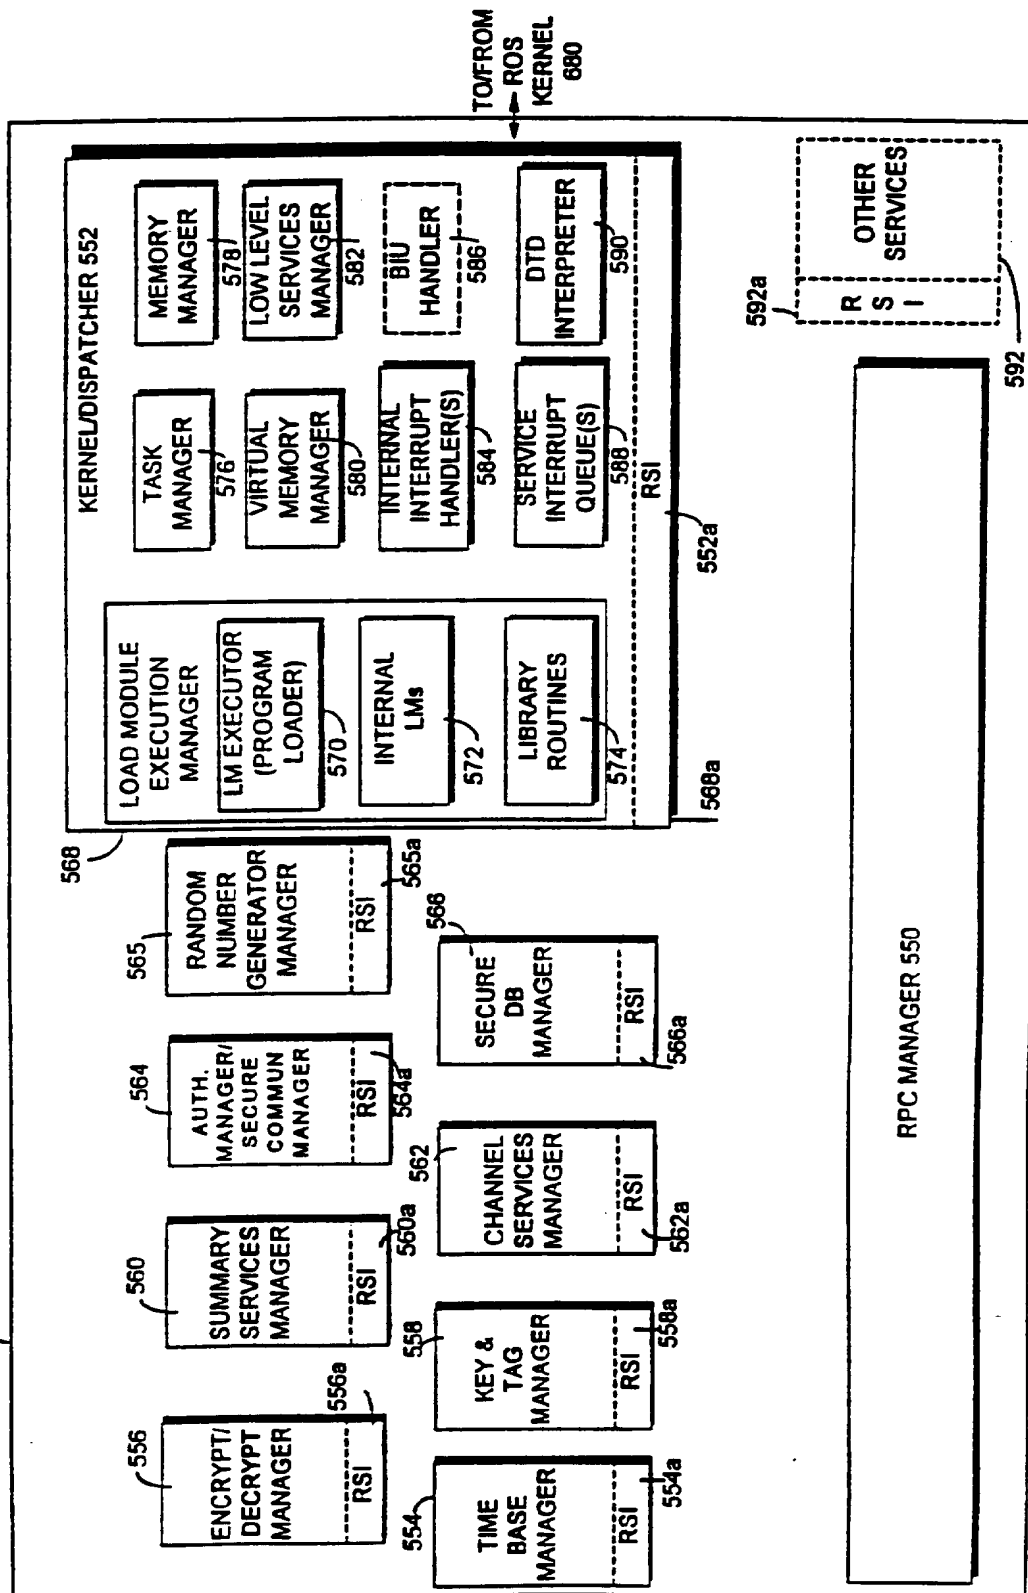 TO/FROM
ROS
KERNEL
680
KERNEL/DISPATCHER 552
568
LOAD MODULE
EXECUTION
MANAGER
LM EXECUTOR
(PROGRAM
LOADER)
570
INTERNAL
LMs
572
LIBRARY
ROUTINES
574
568a
TASK
MANAGER
576
MEMORY
MANAGER
578
VIRTUAL
MEMORY
MANAGER
580
LOW LEVEL
SERVICES
MANAGER
582
INTERNAL
INTERRUPT
HANDLER(S)
584
BIU
HANDLER
586
SERVICE
INTERRUPT
QUEUE(S)
588
DTD
INTERPRETER
590
RSI
552a
556
ENCRYPT/
DECRYPT
MANAGER
RSI
556a
560
SUMMARY
SERVICES
MANAGER
RSI
560a
564
AUTH.
MANAGER/
SECURE
COMMUN
MANAGER
RSI
564a
565
RANDOM
NUMBER
GENERATOR
MANAGER
RSI
565a
554
TIME
BASE
MANAGER
RSI
554a
558
KEY &
TAG
MANAGER
RSI
558a
562
CHANNEL
SERVICES
MANAGER
RSI
562a
566
SECURE
DB
MANAGER
RSI
566a
592a
R
S
I
OTHER
SERVICES
592
RPC MANAGER 550